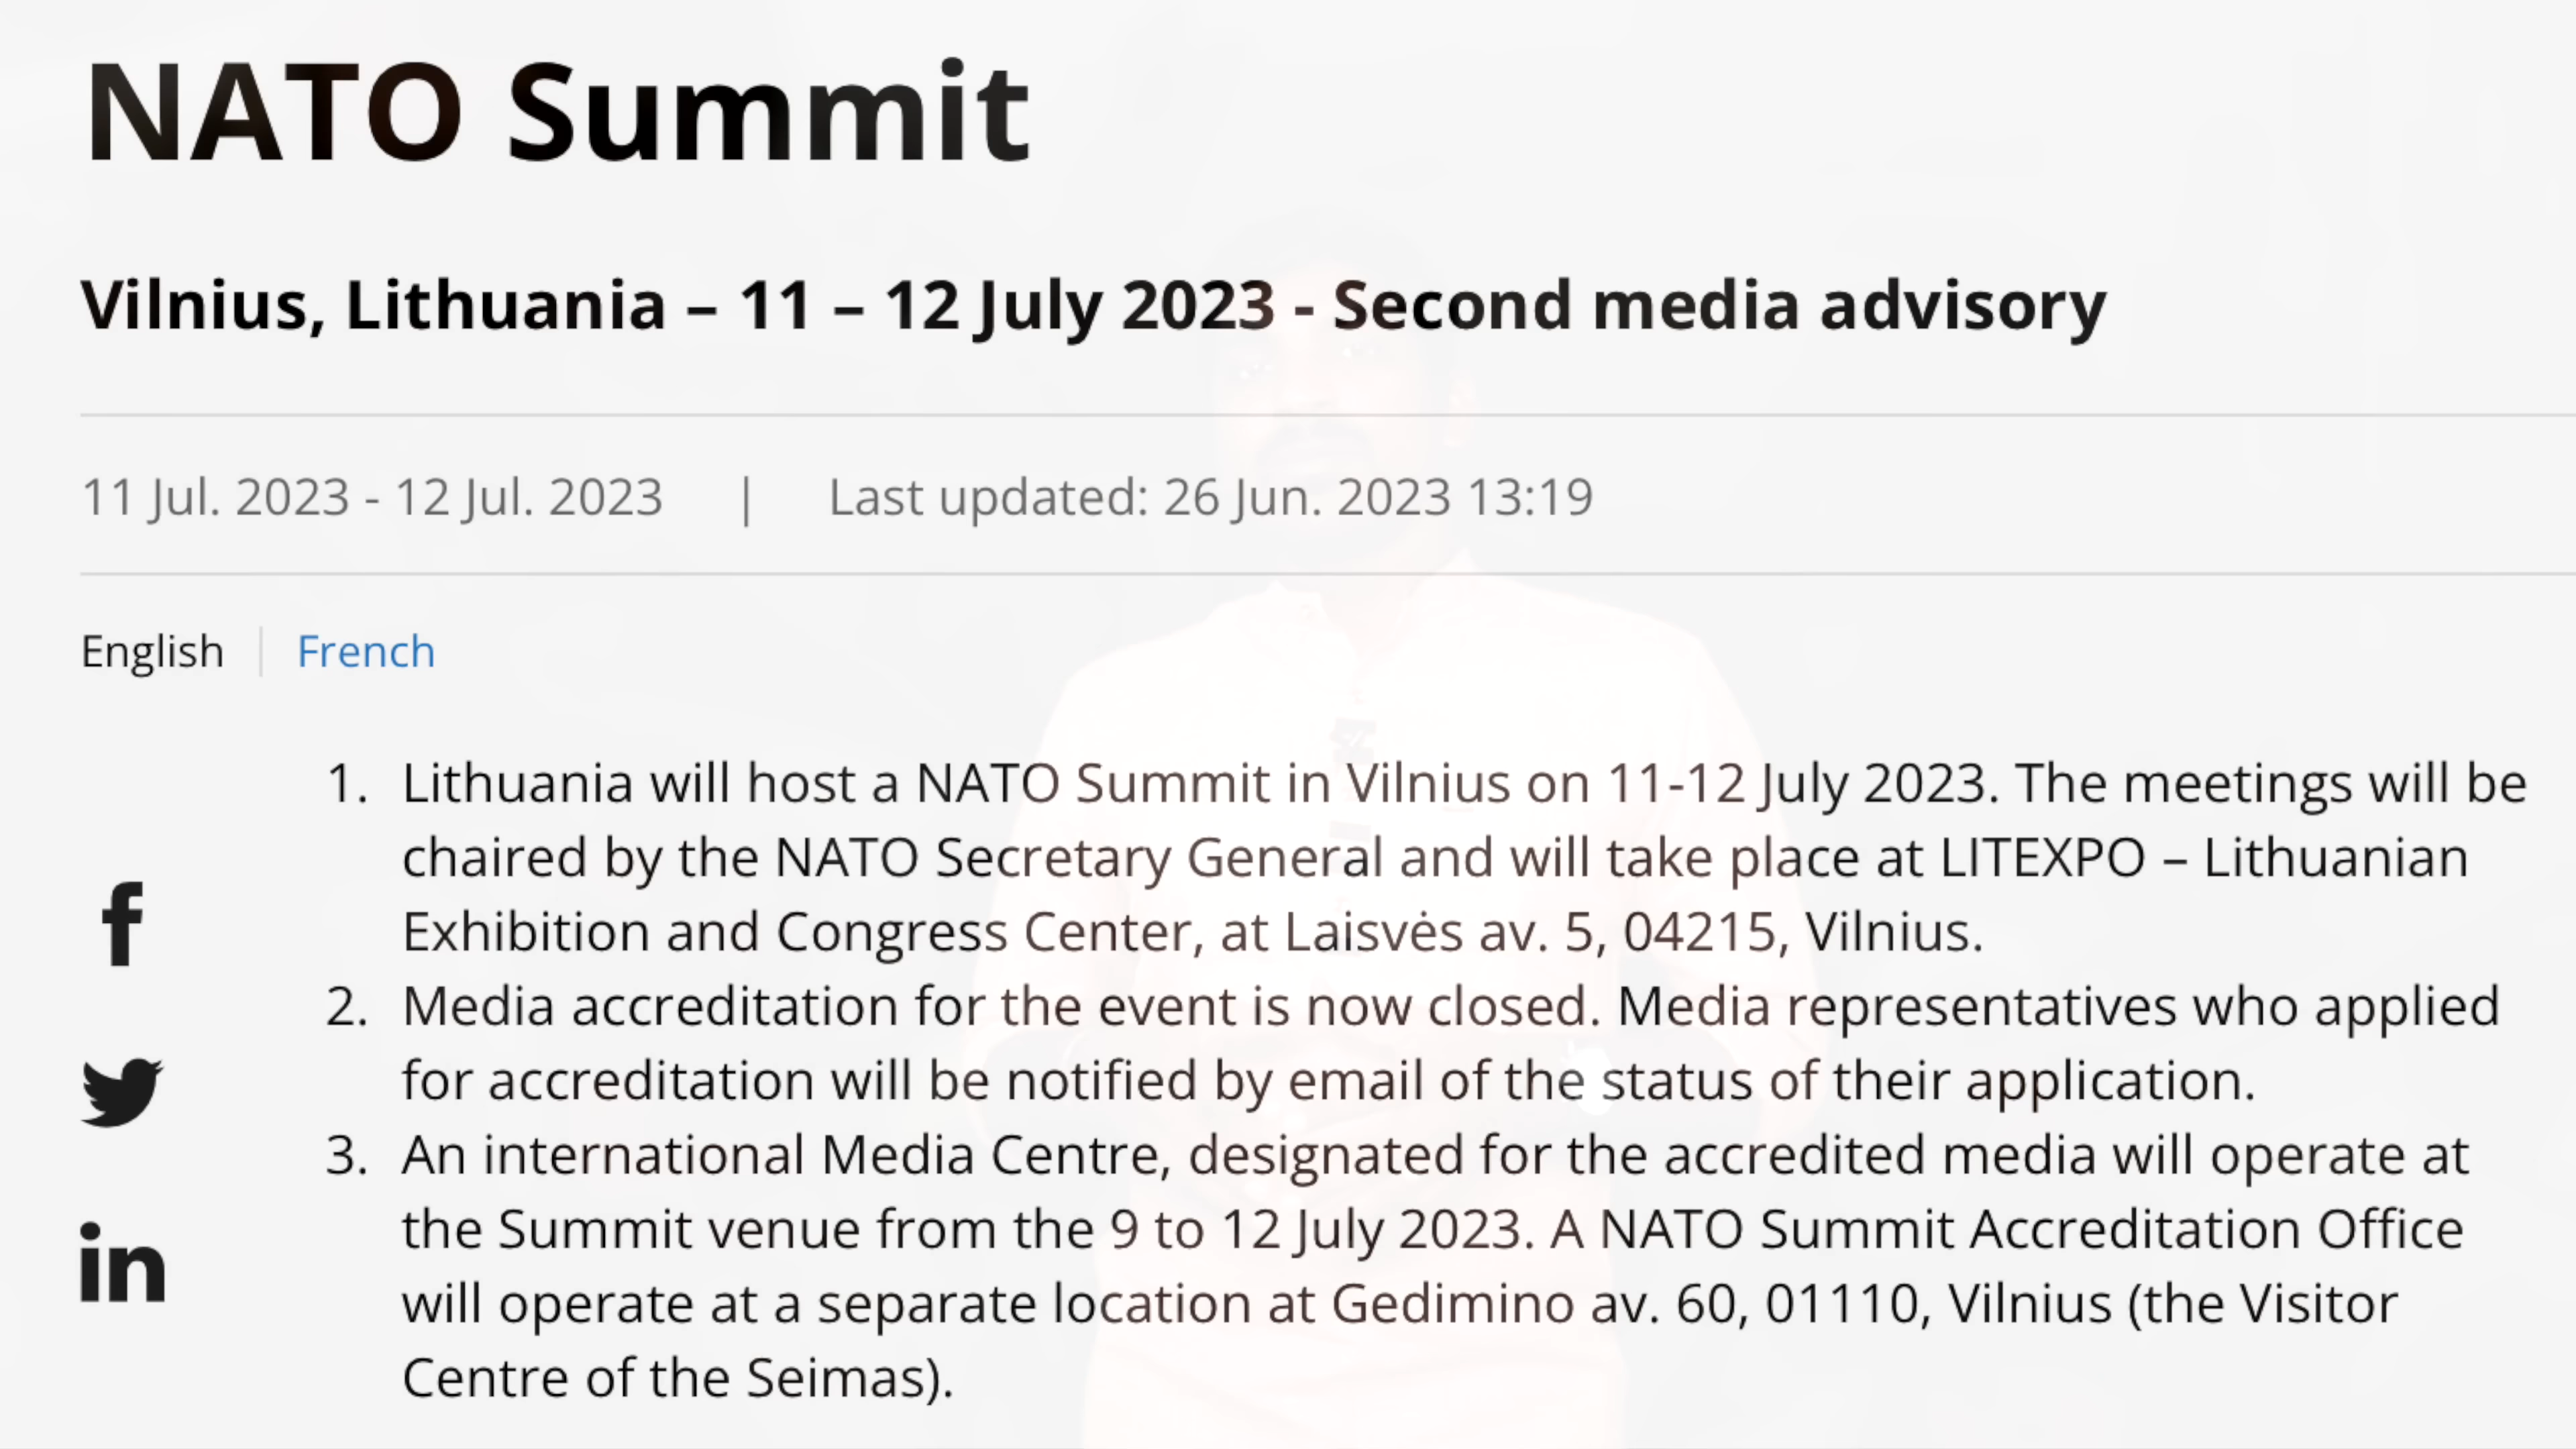 NATO Summit
Vilnius, Lithuania – 11 – 12 July 2023 - Second media advisory
11 Jul. 2023 - 12 Jul. 2023 | Last updated: 26 Jun. 2023 13:19
English | French
1. Lithuania will host a NATO Summit in Vilnius on 11-12 July 2023. The meetings will be
chaired by the NATO Secretary General and will take place at LITEXPO – Lithuanian
Exhibition and Congress Center, at Laisvės av. 5, 04215, Vilnius.
2. Media accreditation for the event is now closed. Media representatives who applied
for accreditation will be notified by email of the status of their application.
3. An international Media Centre, designated for the accredited media will operate at
the Summit venue from the 9 to 12 July 2023. A NATO Summit Accreditation Office
will operate at a separate location at Gedimino av. 60, 01110, Vilnius (the Visitor
Centre of the Seimas).